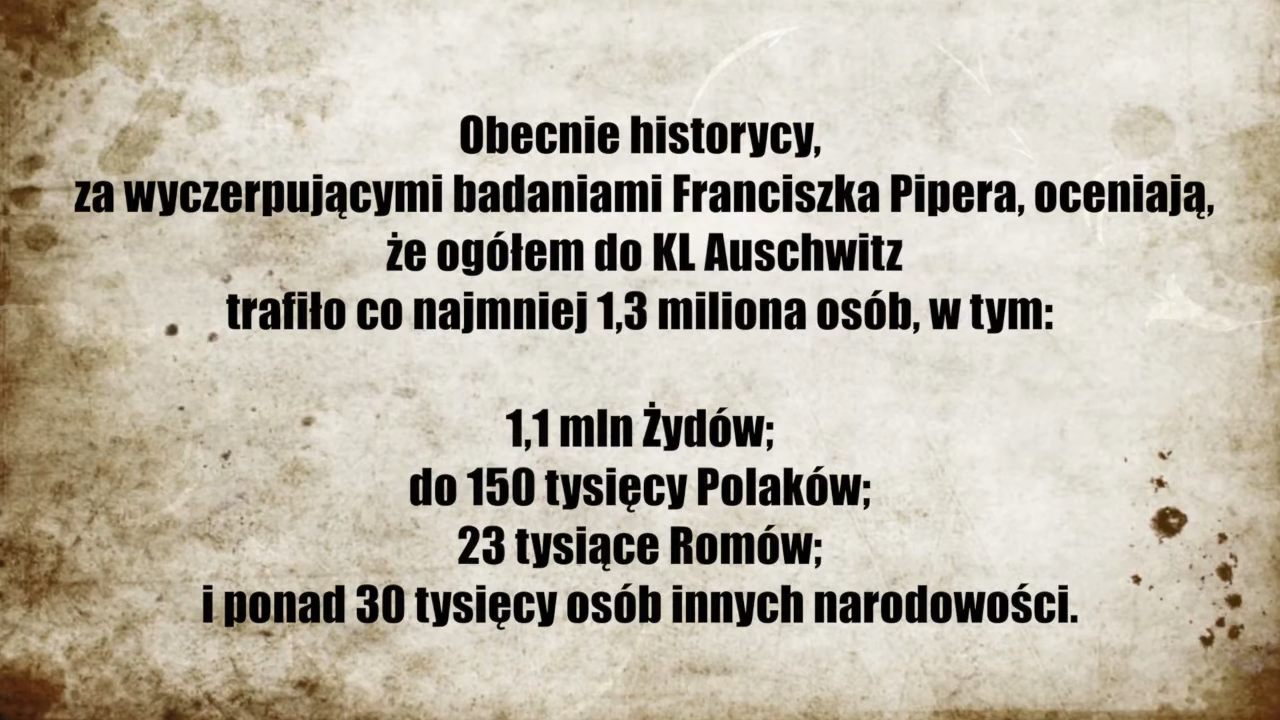 Obecnie historycy,
za wyczerpującymi badaniami Franciszka Pipera, oceniają,
że ogółem do KL Auschwitz
trafiło co najmniej 1,3 miliona osób, w tym:
1,1 mln Żydów;
do 150 tysięcy Polaków;
23 tysiące Romów;
i ponad 30 tysięcy osób innych narodowości.